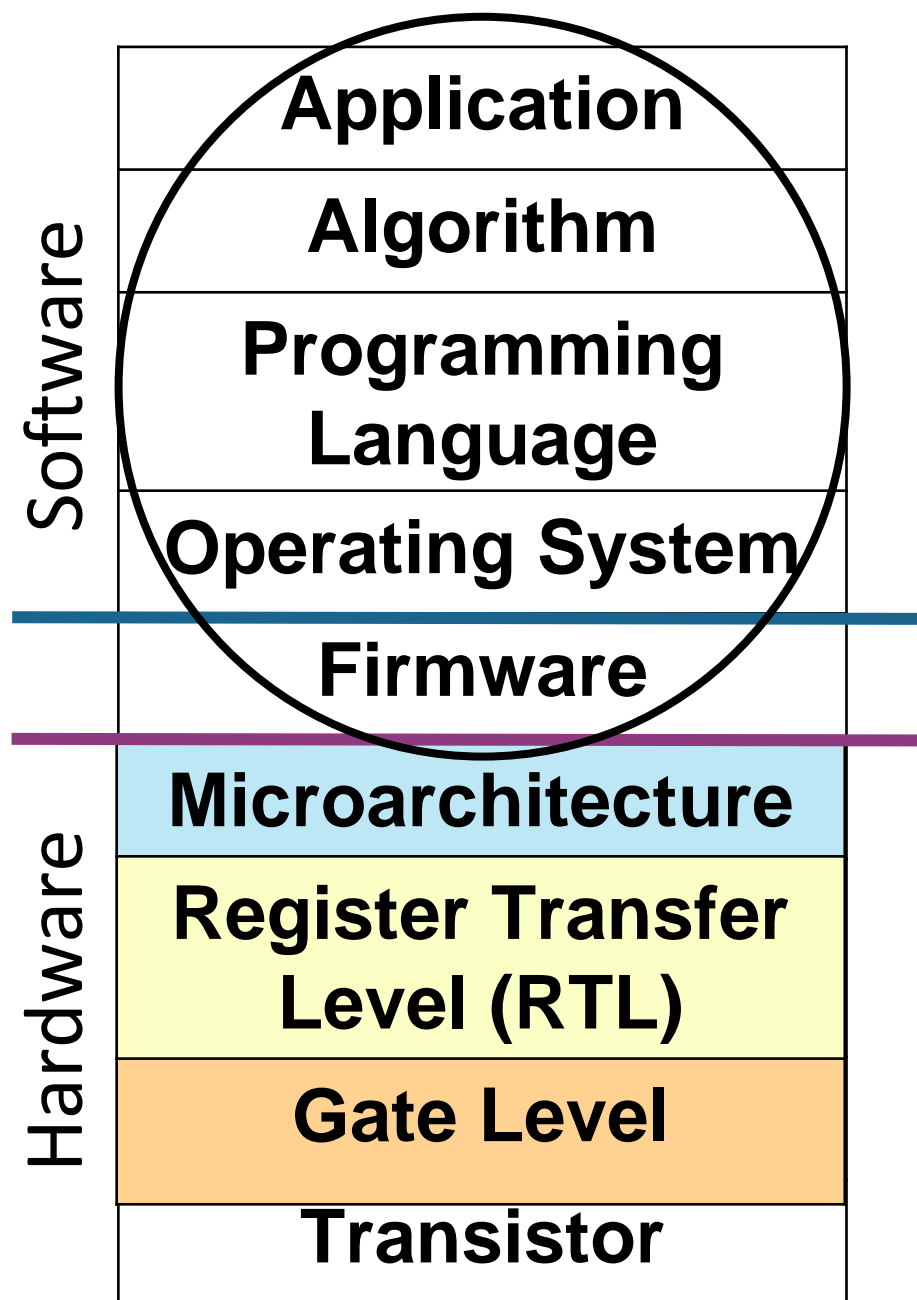 Software
Application
Algorithm
Programming
Language
Operating System
Firmware
Hardware
Microarchitecture
Register Transfer
Level (RTL)
Gate Level
Transistor